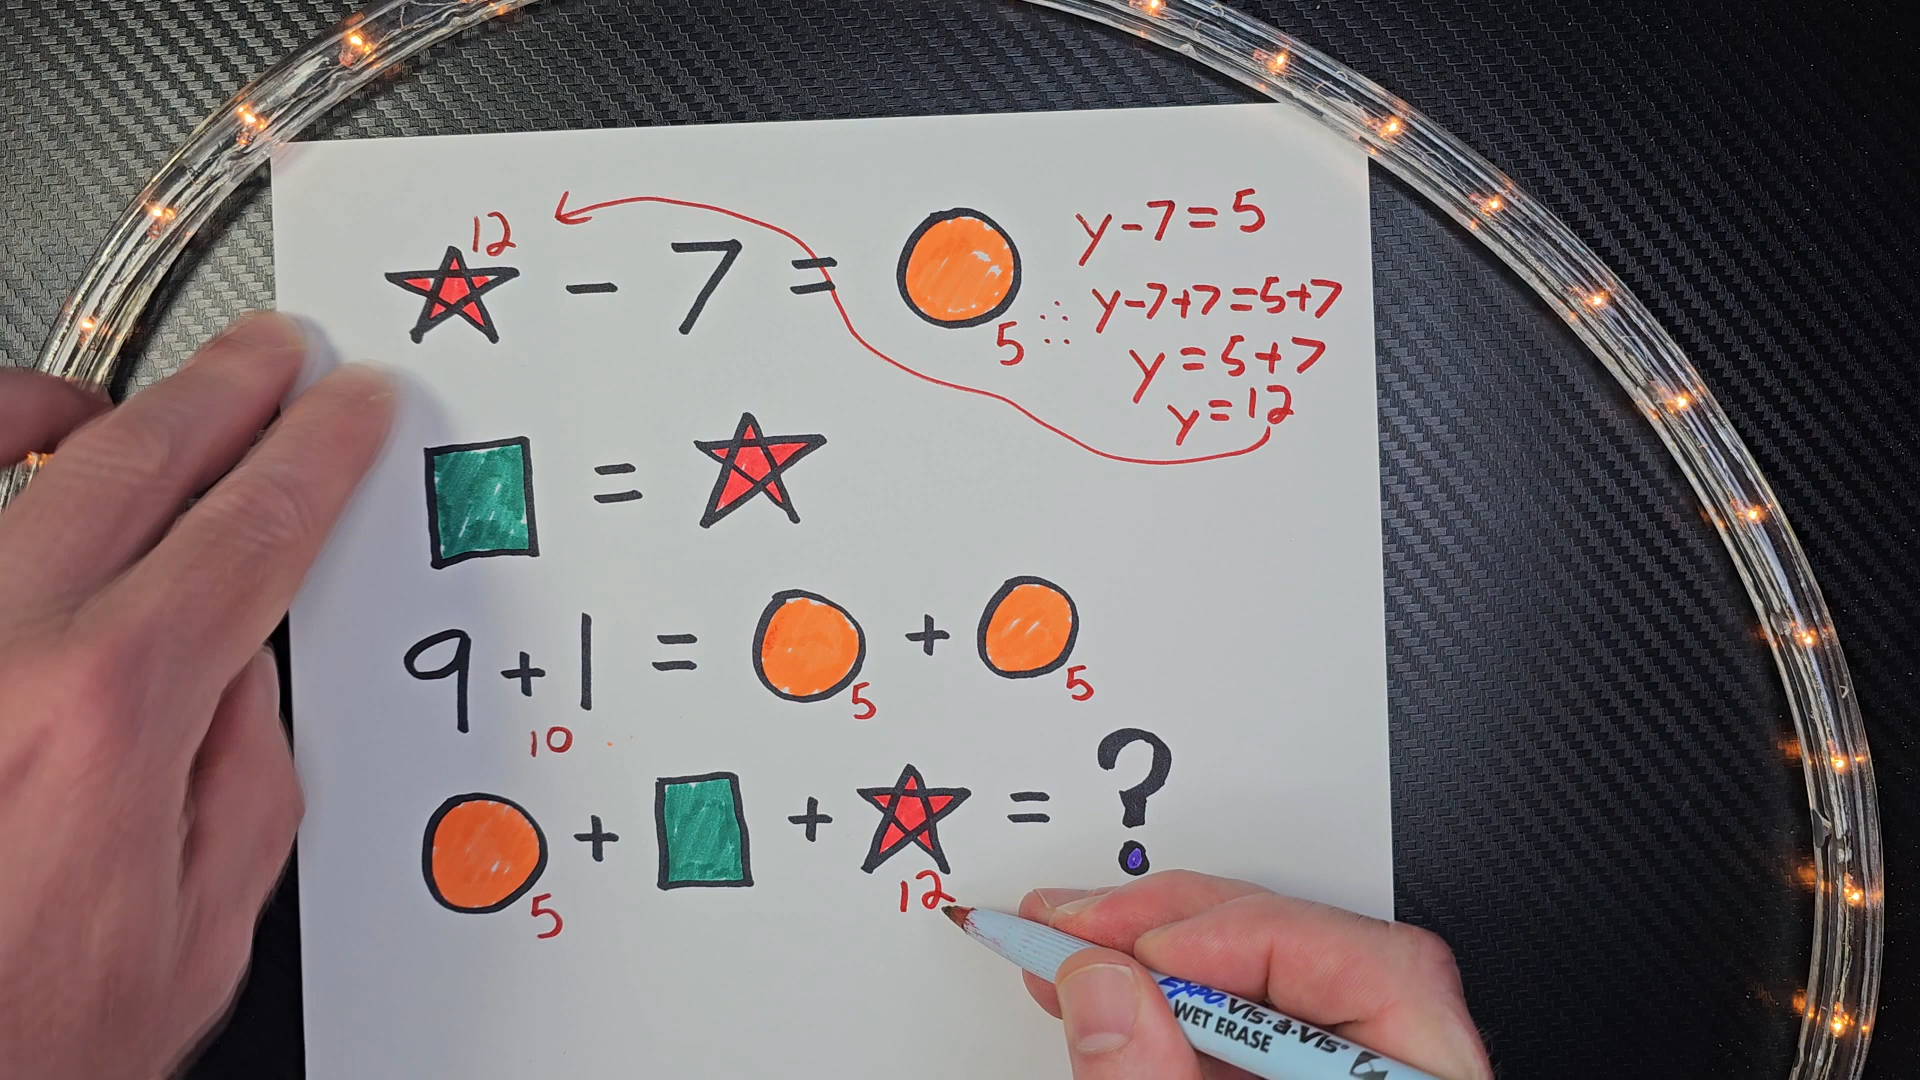 12
- 7 =
5
y-7=5
∴ y-7+7=5+7
y=5+7
y=12
=
9+1 = +
10 5 5
+ + = ?
5 12
EXPO Vis-à-Vis
WET ERASE